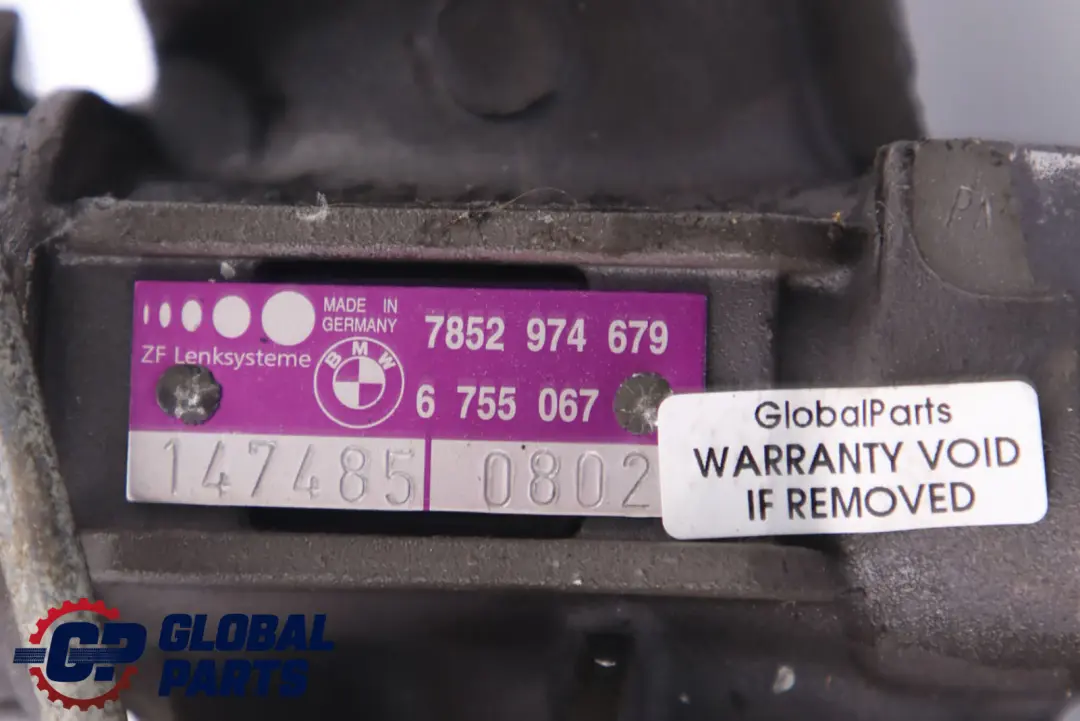 P1
MADE IN
GERMANY
7852 974 679
ZF Lenksysteme
BMW
6 755 067
147485 0802
GlobalParts
WARRANTY VOID
IF REMOVED
GP GLOBAL
PARTS